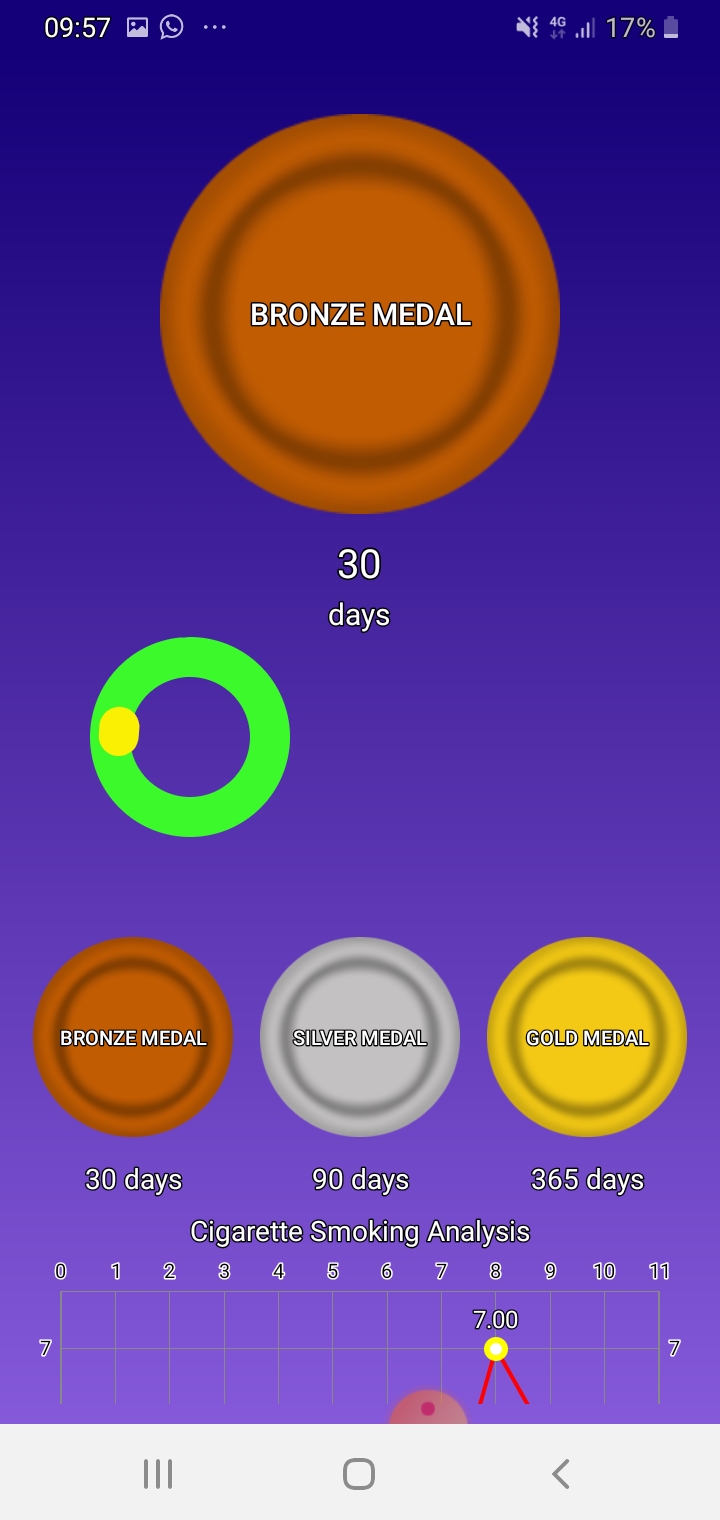 09:57 4G 17%
BRONZE MEDAL
30
days
BRONZE MEDAL SILVER MEDAL GOLD MEDAL
30 days 90 days 365 days
Cigarette Smoking Analysis
0 1 2 3 4 5 6 7 8 9 10 11
7.00
7 7